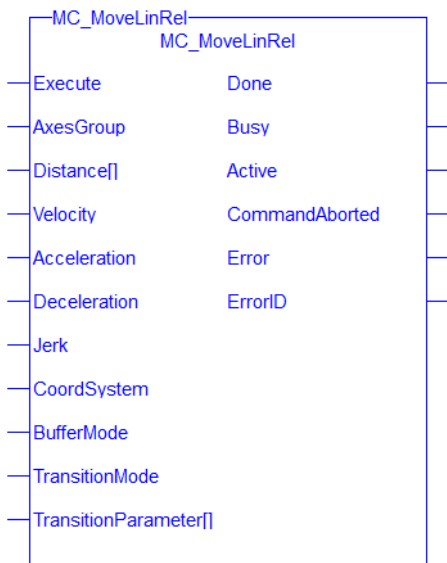 MC_MoveLinRel
MC_MoveLinRel
Execute Done
AxesGroup Busy
Distance[] Active
Velocity CommandAborted
Acceleration Error
Deceleration ErrorID
Jerk
CoordSystem
BufferMode
TransitionMode
TransitionParameter[]